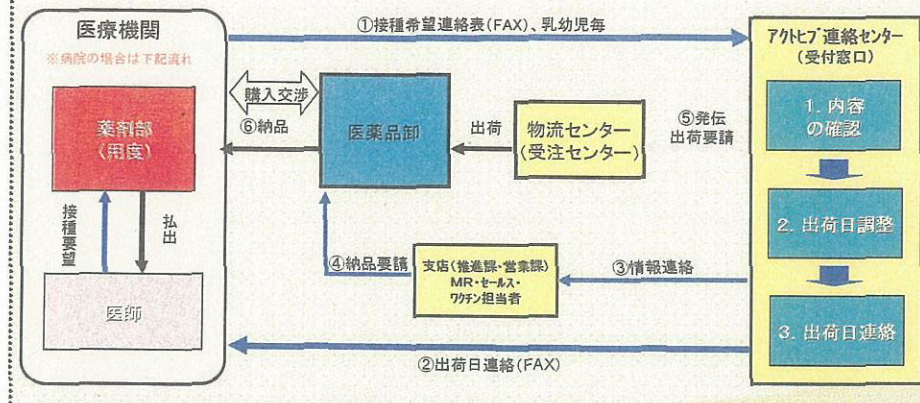 医療機関
※病院の場合は下記流れ
薬剤部
(用度)
接種要望
払出
医師
①接種希望連絡表(FAX)、乳幼児毎
購入交渉
⑥納品
医薬品卸
出荷
物流センター
(受注センター)
⑤発伝
出荷要請
④納品要請
支店(推進課・営業課)
MR・セールス・
ワクチン担当者
③情報連絡
②出荷日連絡(FAX)
アクトヒブ連絡センター
(受付窓口)
1. 内容
の確認
2. 出荷日調整
3. 出荷日連絡